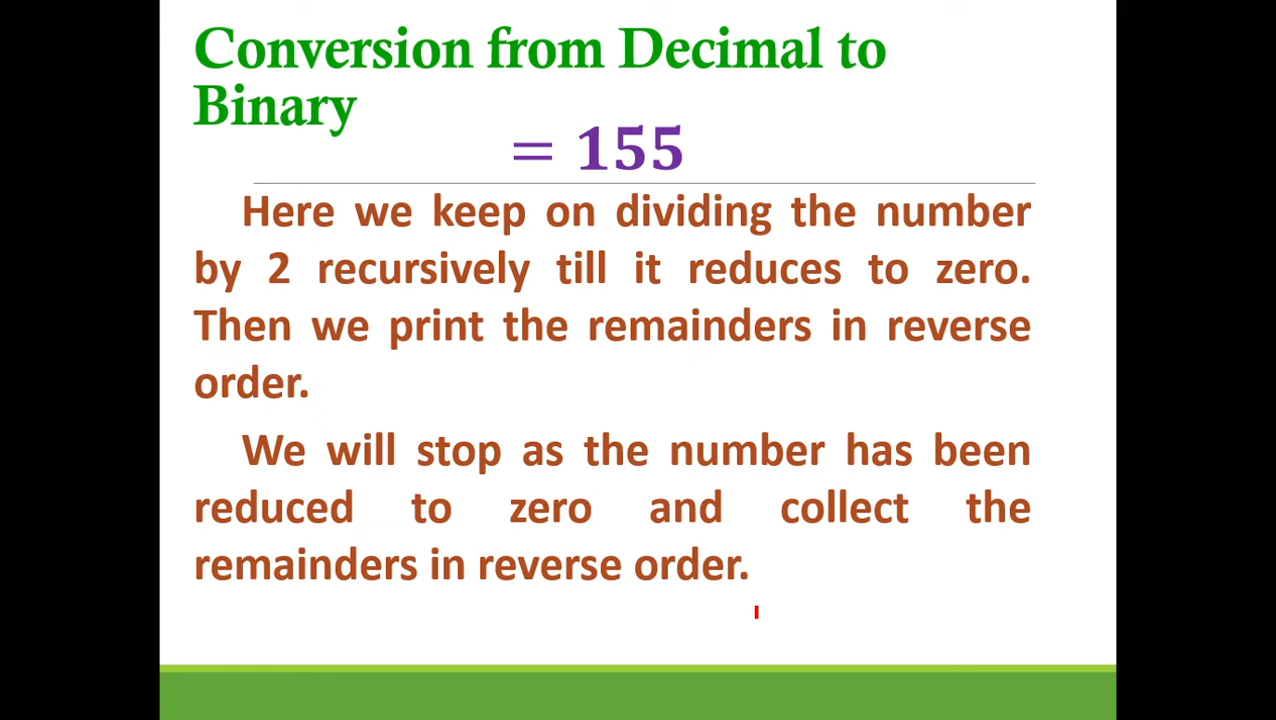 Conversion from Decimal to
Binary
= 155
Here we keep on dividing the number
by 2 recursively till it reduces to zero.
Then we print the remainders in reverse
order.
We will stop as the number has been
reduced to zero and collect the
remainders in reverse order.